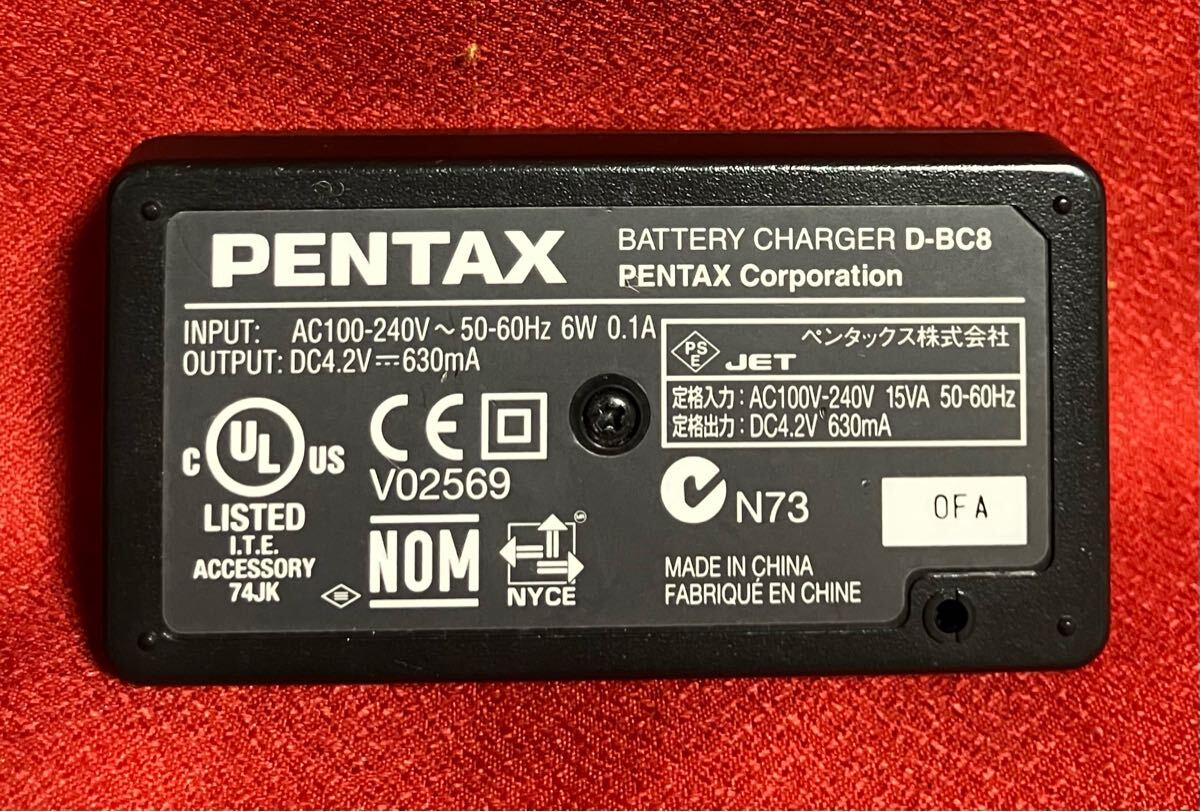 PENTAX
BATTERY CHARGER D-BC8
PENTAX Corporation
INPUT: AC100-240V～50-60Hz 6W 0.1A
OUTPUT: DC4.2V⎓630mA
PS
E
JET
ペンタックス株式会社
定格入力：AC100V-240V 15VA 50-60Hz
定格出力：DC4.2V 630mA
C UL US
LISTED
I.T.E.
ACCESSORY
74JK
CE
V02569
NOM
NYCE
N73
0FA
MADE IN CHINA
FABRIQUÉ EN CHINE